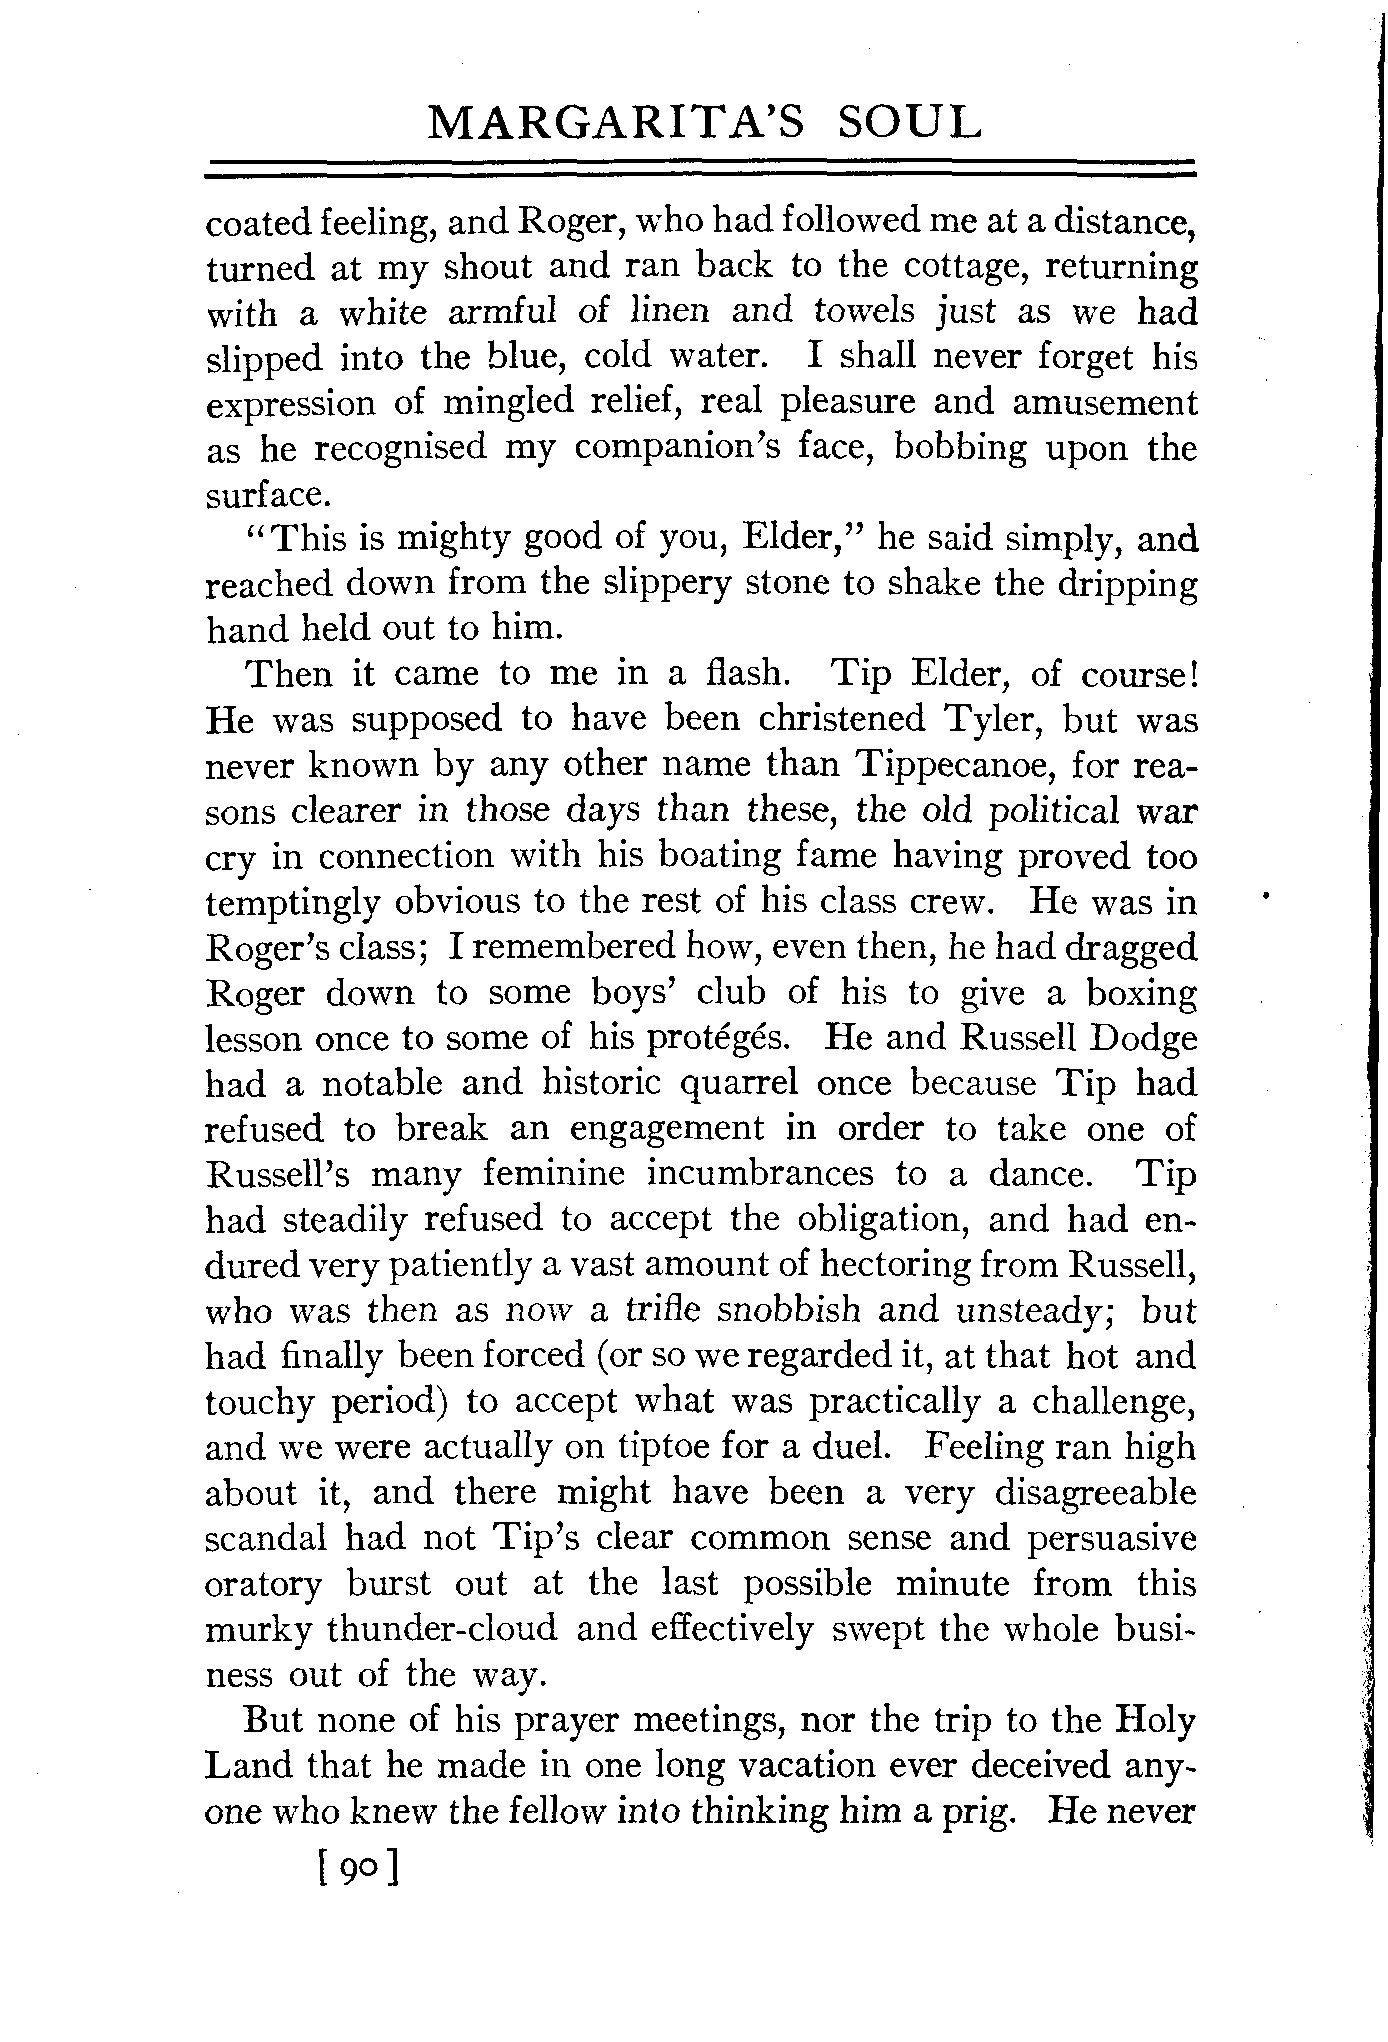 MARGARITA'S SOUL
coated feeling, and Roger, who had followed me at a distance,
turned at my shout and ran back to the cottage, returning
with a white armful of linen and towels just as we had
slipped into the blue, cold water. I shall never forget his
expression of mingled relief, real pleasure and amusement
as he recognised my companion's face, bobbing upon the
surface.
"This is mighty good of you, Elder," he said simply, and
reached down from the slippery stone to shake the dripping
hand held out to him.
Then it came to me in a flash. Tip Elder, of course!
He was supposed to have been christened Tyler, but was
never known by any other name than Tippecanoe, for rea-
sons clearer in those days than these, the old political war
cry in connection with his boating fame having proved too
temptingly obvious to the rest of his class crew. He was in
Roger's class; I remembered how, even then, he had dragged
Roger down to some boys' club of his to give a boxing
lesson once to some of his protégés. He and Russell Dodge
had a notable and historic quarrel once because Tip had
refused to break an engagement in order to take one of
Russell's many feminine incumbrances to a dance. Tip
had steadily refused to accept the obligation, and had en-
dured very patiently a vast amount of hectoring from Russell,
who was then as now a trifle snobbish and unsteady; but
had finally been forced (or so we regarded it, at that hot and
touchy period) to accept what was practically a challenge,
and we were actually on tiptoe for a duel. Feeling ran high
about it, and there might have been a very disagreeable
scandal had not Tip's clear common sense and persuasive
oratory burst out at the last possible minute from this
murky thunder-cloud and effectively swept the whole busi-
ness out of the way.
But none of his prayer meetings, nor the trip to the Holy
Land that he made in one long vacation ever deceived any-
one who knew the fellow into thinking him a prig. He never
[ 90 ]